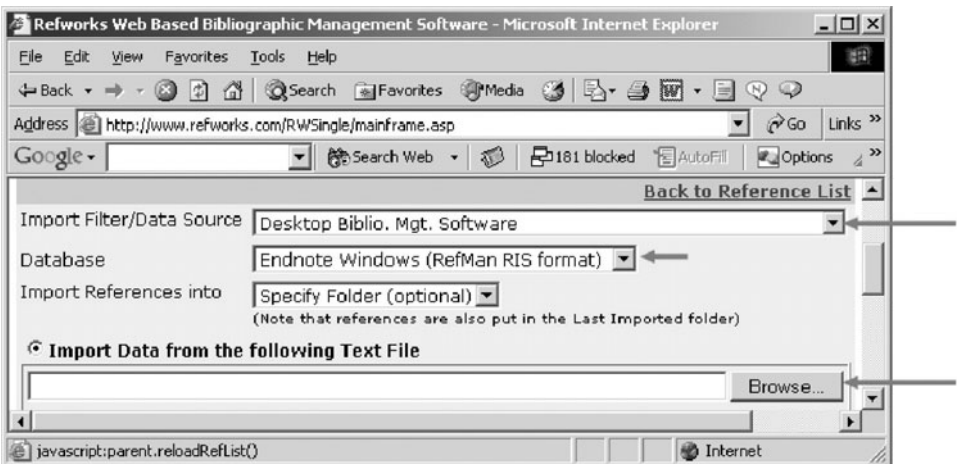 Refworks Web Based Bibliographic Management Software - Microsoft Internet Explorer
File Edit View Favorites Tools Help
Back Search Favorites Media
Address http://www.refworks.com/RWSingle/mainframe.asp Go Links »
Google Search Web 181 blocked AutoFill Options »
Back to Reference List
Import Filter/Data Source Desktop Biblio. Mgt. Software
Database Endnote Windows (RefMan RIS format)
Import References into Specify Folder (optional)
(Note that references are also put in the Last Imported folder)
Import Data from the following Text File
Browse...
javascript:parent.reloadRefList() Internet